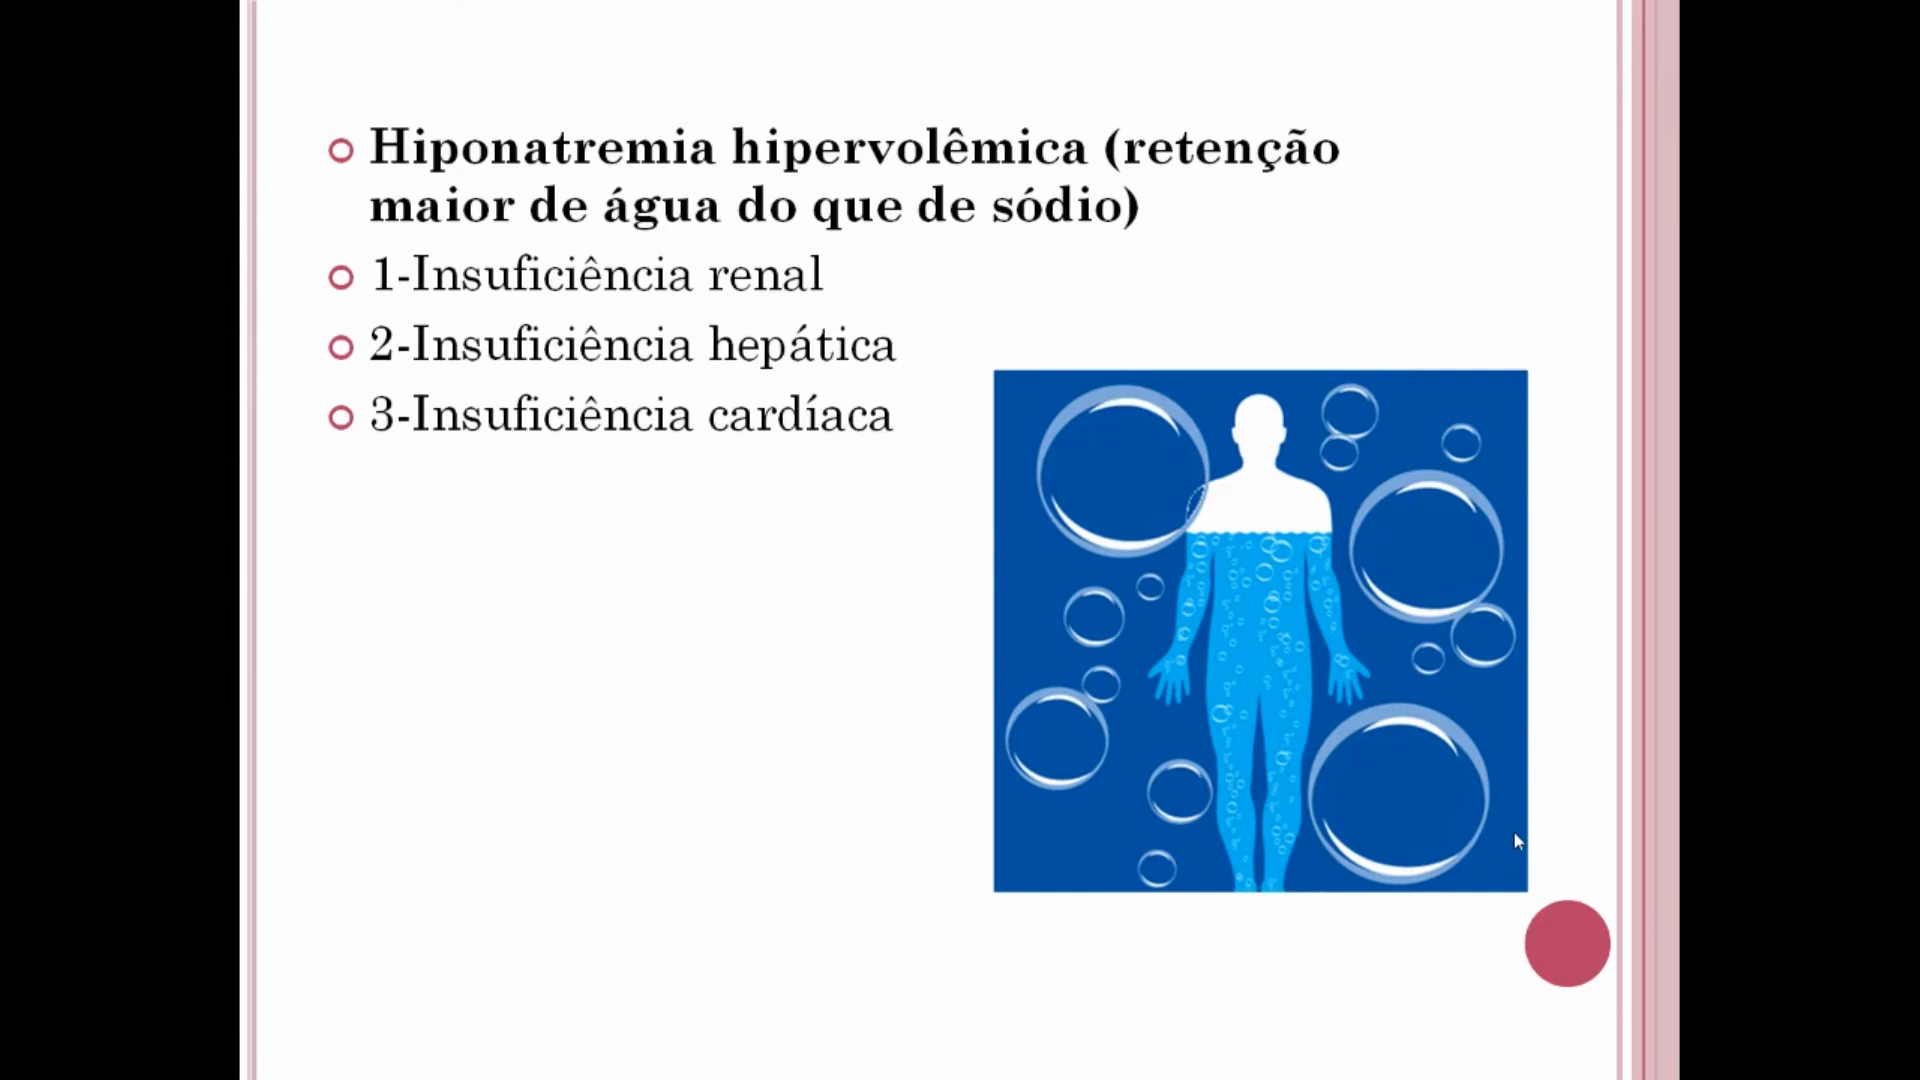 Hiponatremia hipervolêmica (retenção
maior de água do que de sódio)
1-Insuficiência renal
2-Insuficiência hepática
3-Insuficiência cardíaca